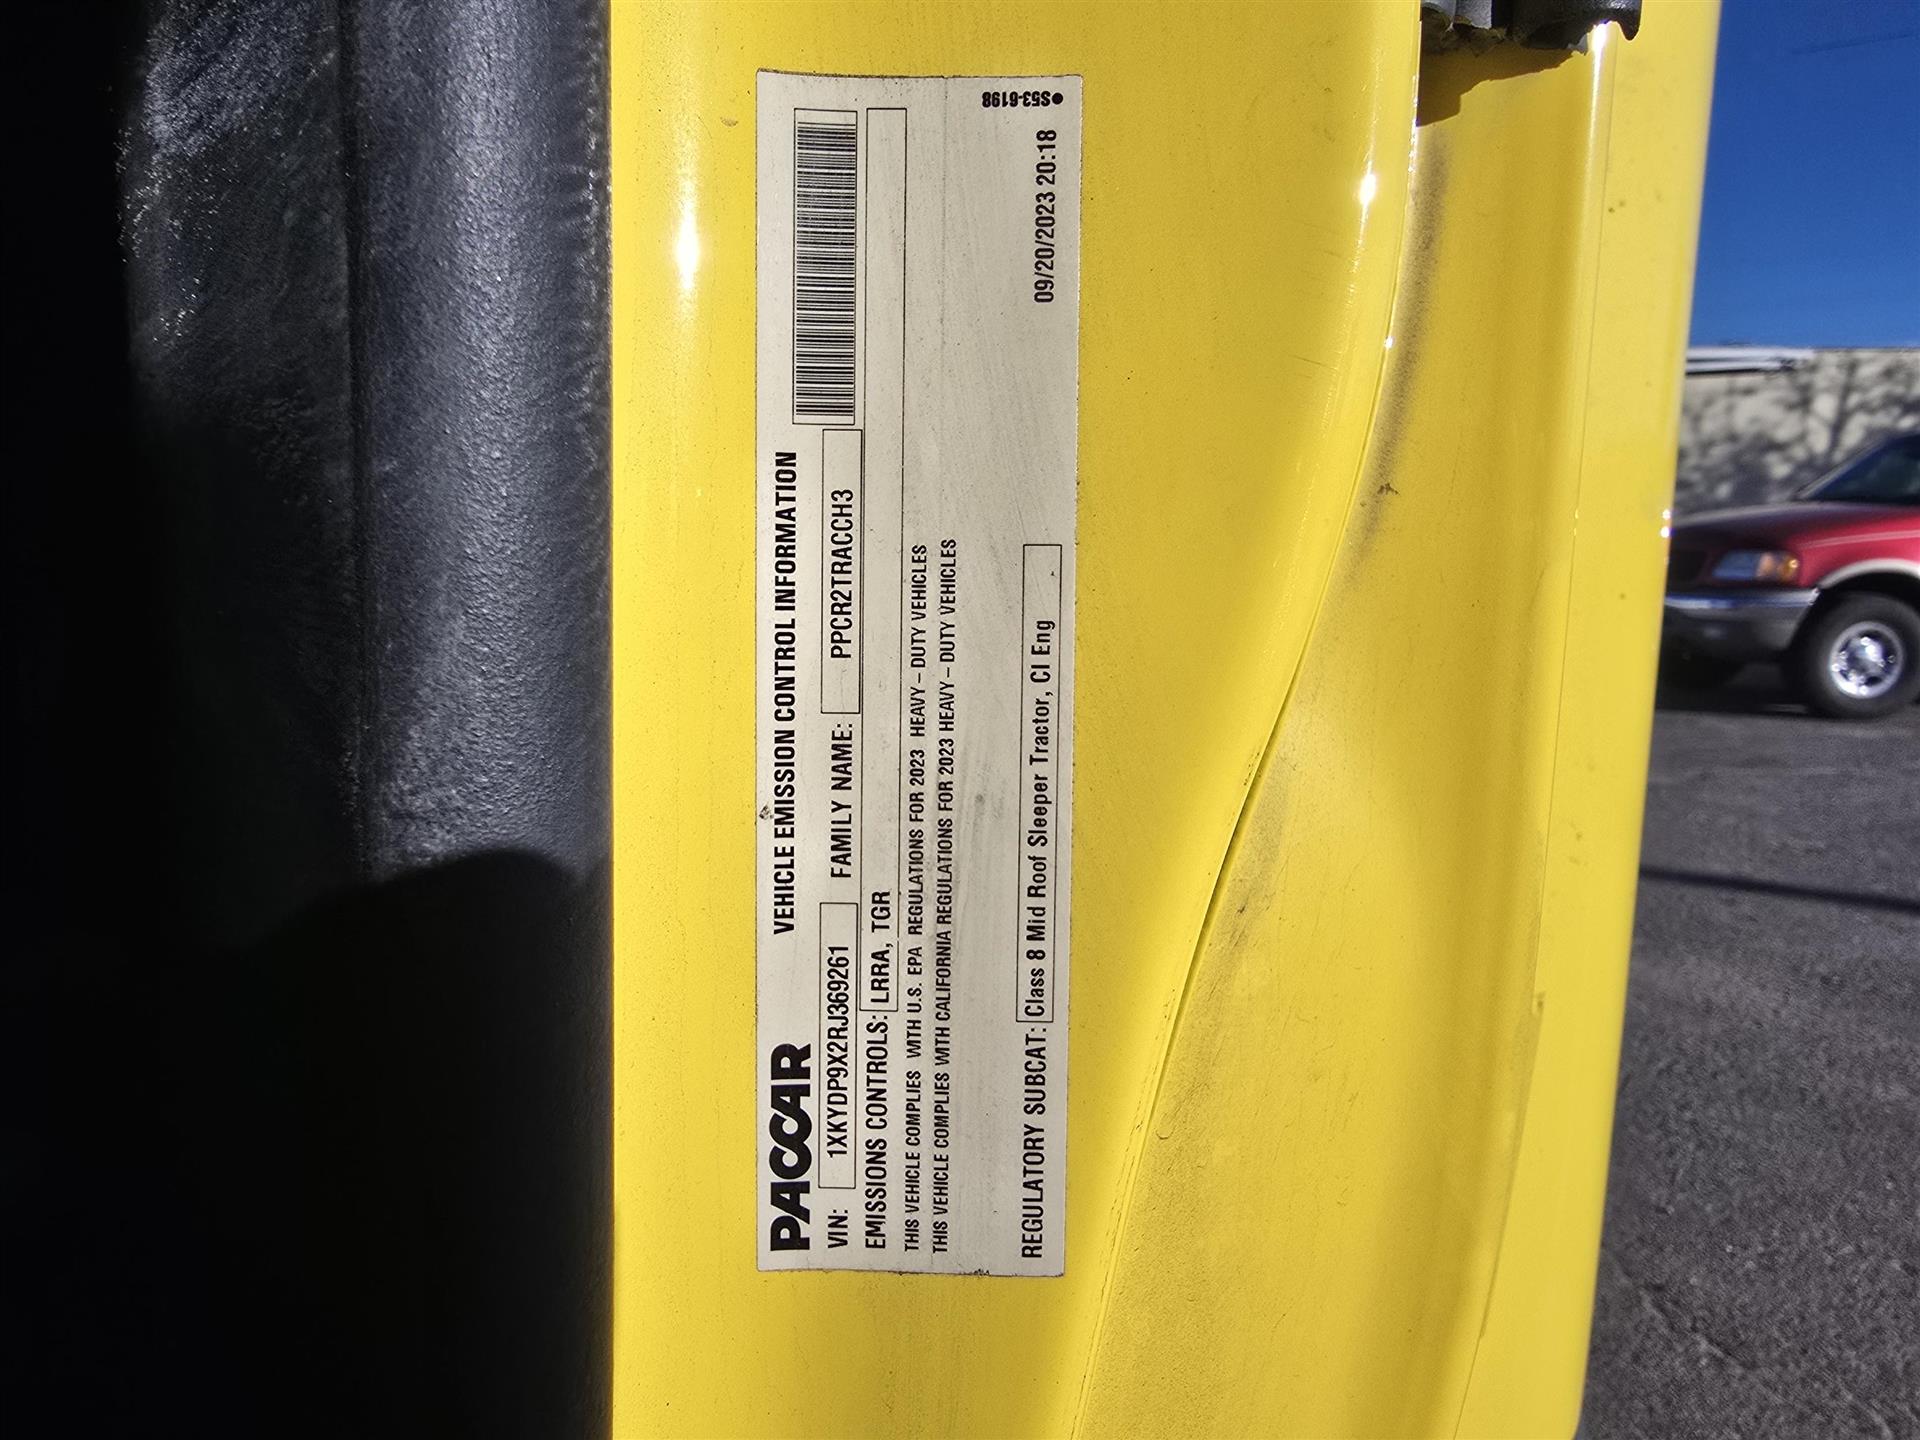 PACCAR VEHICLE EMISSION CONTROL INFORMATION
VIN: 1XKYDP9X2RJ369261 FAMILY NAME: PPCR2TRACCH3
EMISSIONS CONTROLS: LRRA, TGR
THIS VEHICLE COMPLIES WITH U.S. EPA REGULATIONS FOR 2023 HEAVY – DUTY VEHICLES
THIS VEHICLE COMPLIES WITH CALIFORNIA REGULATIONS FOR 2023 HEAVY – DUTY VEHICLES
REGULATORY SUBCAT: Class 8 Mid Roof Sleeper Tractor, CI Eng
09/20/2023 20:18
●S53-6198